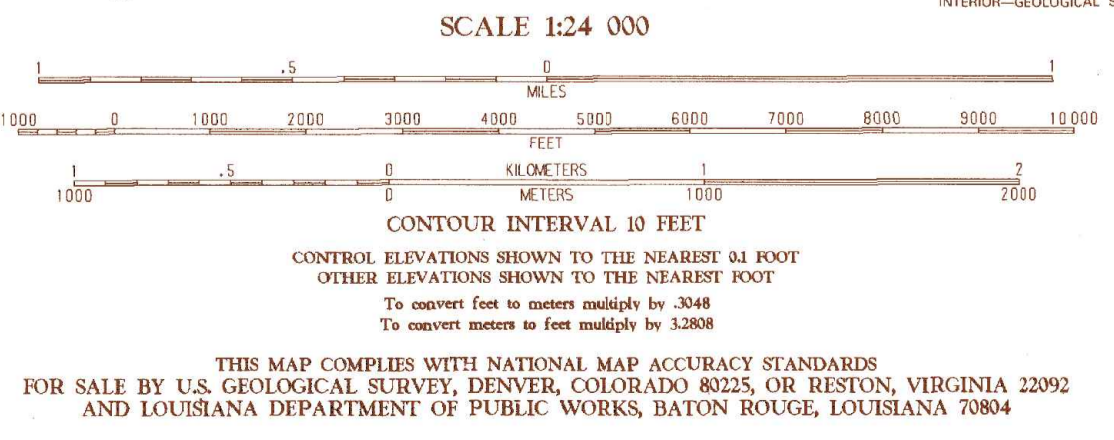 INTERIOR—GEOLOGICAL S
SCALE 1:24 000
1 .5 0 1
MILES
1000 0 1000 2000 3000 4000 5000 6000 7000 8000 9000 10 000
FEET
1 .5 0 KILOMETERS 1 2
1000 0 METERS 1000 2000
CONTOUR INTERVAL 10 FEET
CONTROL ELEVATIONS SHOWN TO THE NEAREST 0.1 FOOT
OTHER ELEVATIONS SHOWN TO THE NEAREST FOOT
To convert feet to meters multiply by .3048
To convert meters to feet multiply by 3.2808
THIS MAP COMPLIES WITH NATIONAL MAP ACCURACY STANDARDS
FOR SALE BY U.S. GEOLOGICAL SURVEY, DENVER, COLORADO 80225, OR RESTON, VIRGINIA 22092
AND LOUISIANA DEPARTMENT OF PUBLIC WORKS, BATON ROUGE, LOUISIANA 70804